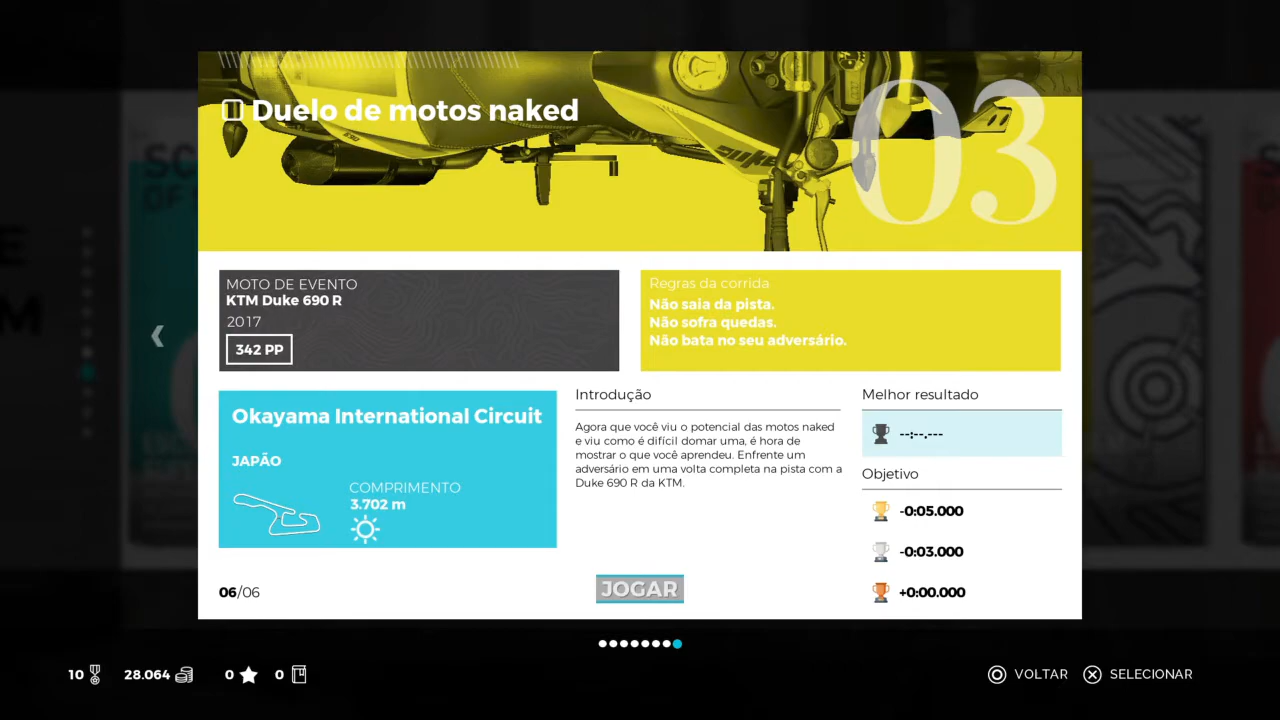 Duelo de motos naked
03
duke
690
MOTO DE EVENTO
KTM Duke 690 R
2017
342 PP
Regras da corrida
Não saia da pista.
Não sofra quedas.
Não bata no seu adversário.
Okayama International Circuit
JAPÃO
COMPRIMENTO
3.702 m
Introdução
Agora que você viu o potencial das motos naked
e viu como é difícil domar uma, é hora de
mostrar o que você aprendeu. Enfrente um
adversário em uma volta completa na pista com a
Duke 690 R da KTM.
Melhor resultado
--:--.---
Objetivo
-0:05.000
-0:03.000
+0:00.000
06/06
JOGAR
10
28.064
0
0
VOLTAR
SELECIONAR